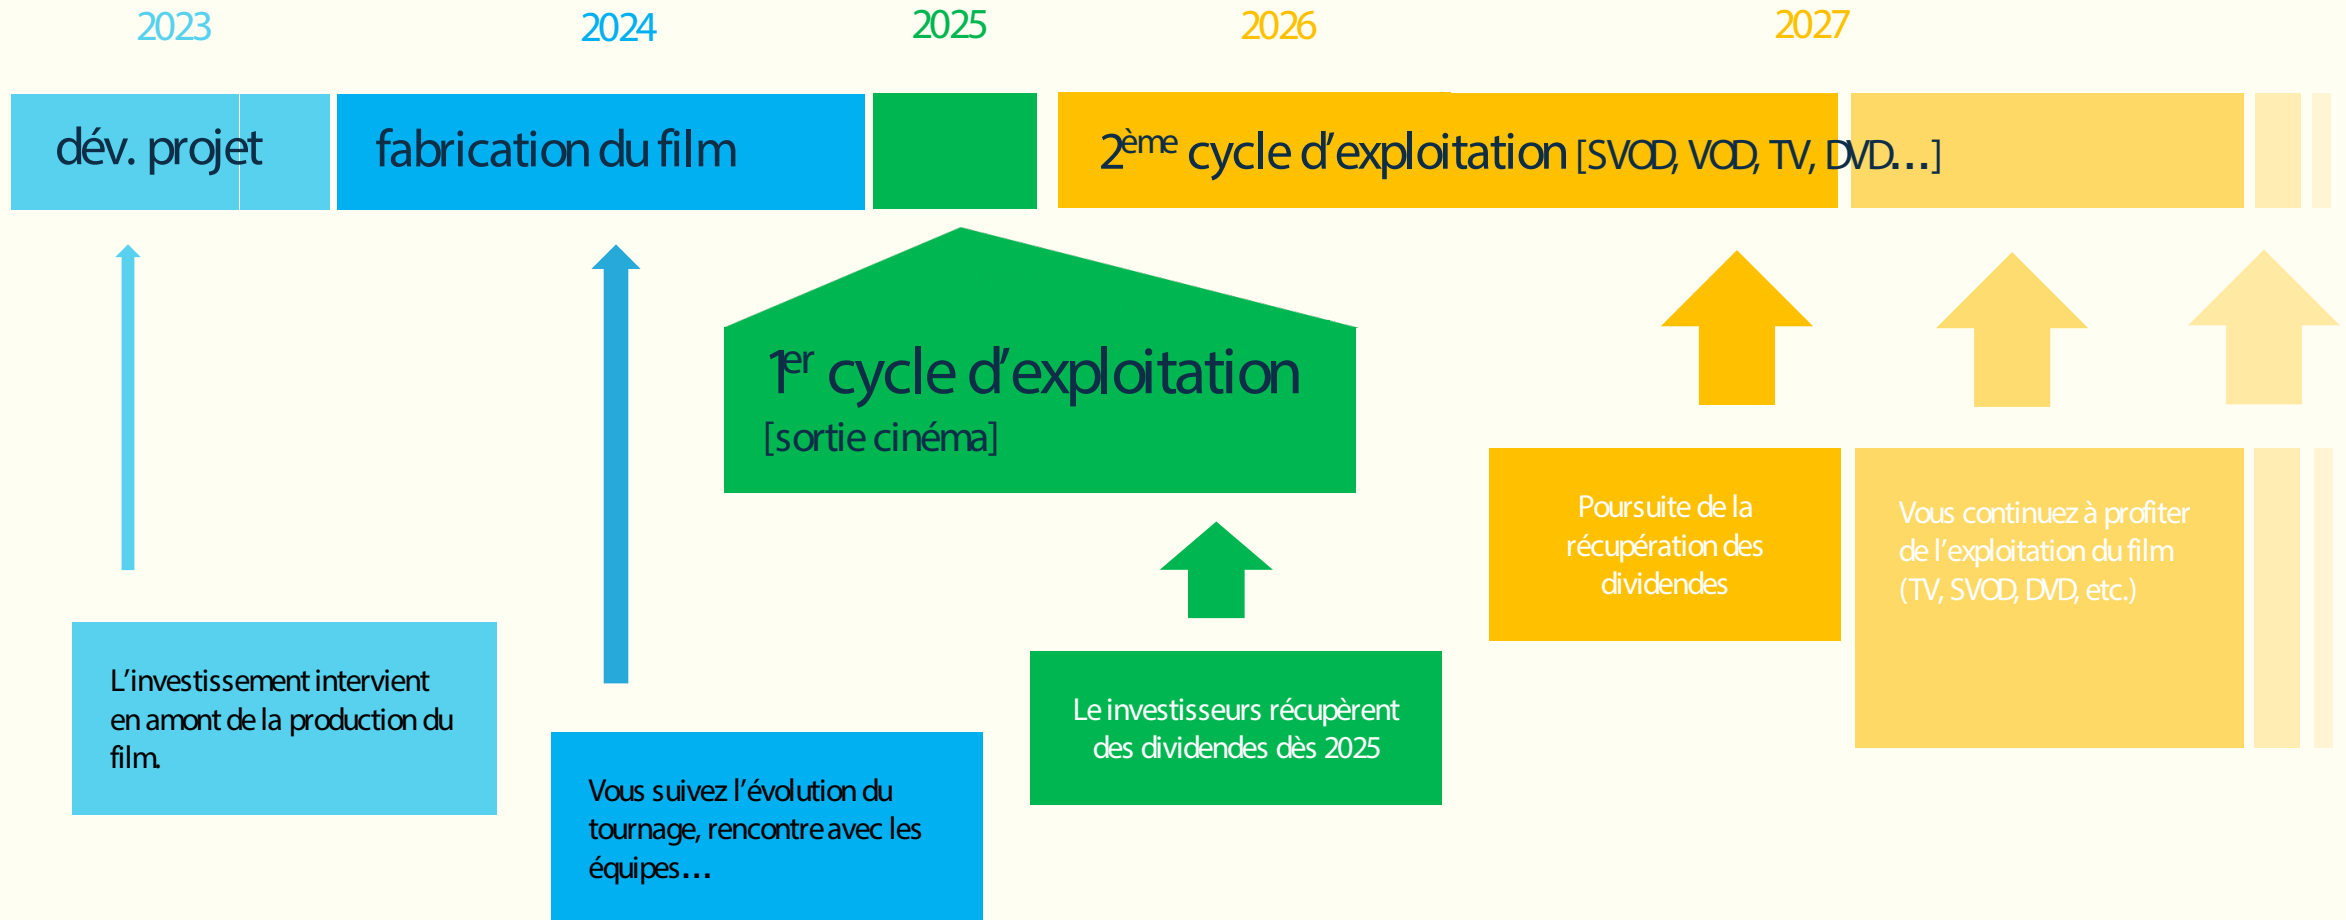 2023
2024
2025
2026
2027
dév. projet
fabrication du film
2ème cycle d'exploitation [SVOD, VOD, TV, DVD…]
1er cycle d'exploitation
[sortie cinéma]
L'investissement intervient
en amont de la production du
film.
Vous suivez l'évolution du
tournage, rencontre avec les
équipes…
Le investisseurs récupèrent
des dividendes dès 2025
Poursuite de la
récupération des
dividendes
Vous continuez à profiter
de l'exploitation du film
(TV, SVOD, DVD, etc.)